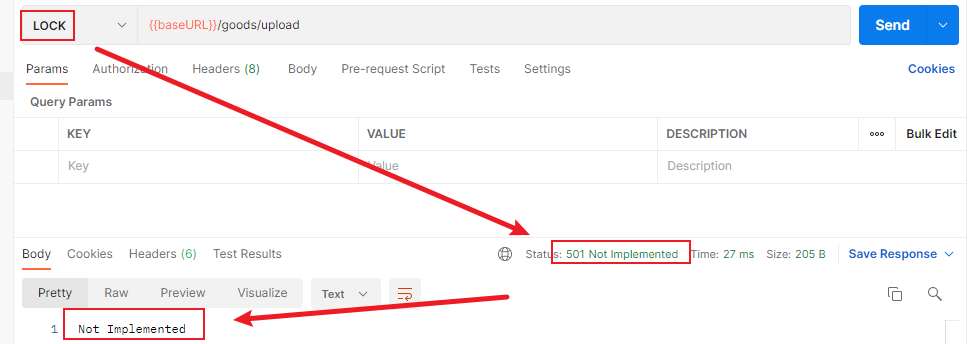 LOCK {{baseURL}}/goods/upload Send
Params Authorization Headers (8) Body Pre-request Script Tests Settings Cookies
Query Params
KEY VALUE DESCRIPTION ooo Bulk Edit
Key Value Description
Body Cookies Headers (6) Test Results Status: 501 Not Implemented Time: 27 ms Size: 205 B Save Response
Pretty Raw Preview Visualize Text
1 Not Implemented